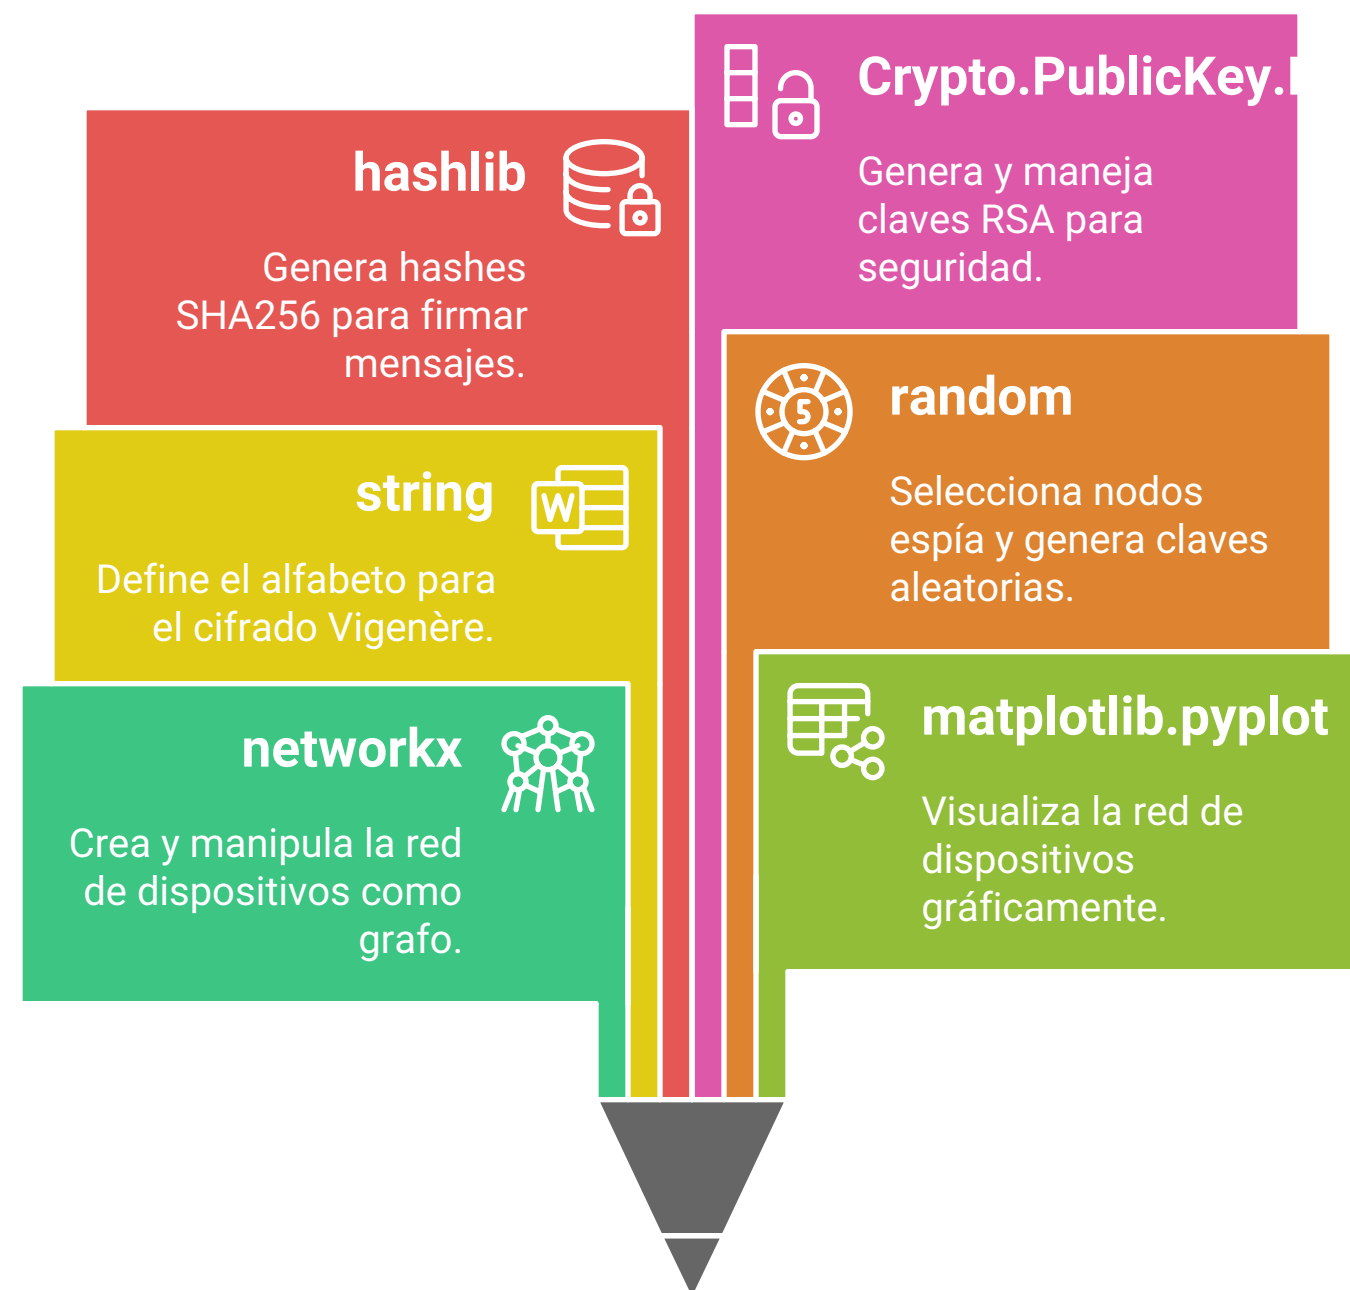 hashlib
Genera hashes
SHA256 para firmar
mensajes.
string
W
Define el alfabeto para
el cifrado Vigenère.
networkx
Crea y manipula la red
de dispositivos como
grafo.
Crypto.PublicKey.
Genera y maneja
claves RSA para
seguridad.
5
random
Selecciona nodos
espía y genera claves
aleatorias.
matplotlib.pyplot
Visualiza la red de
dispositivos
gráficamente.